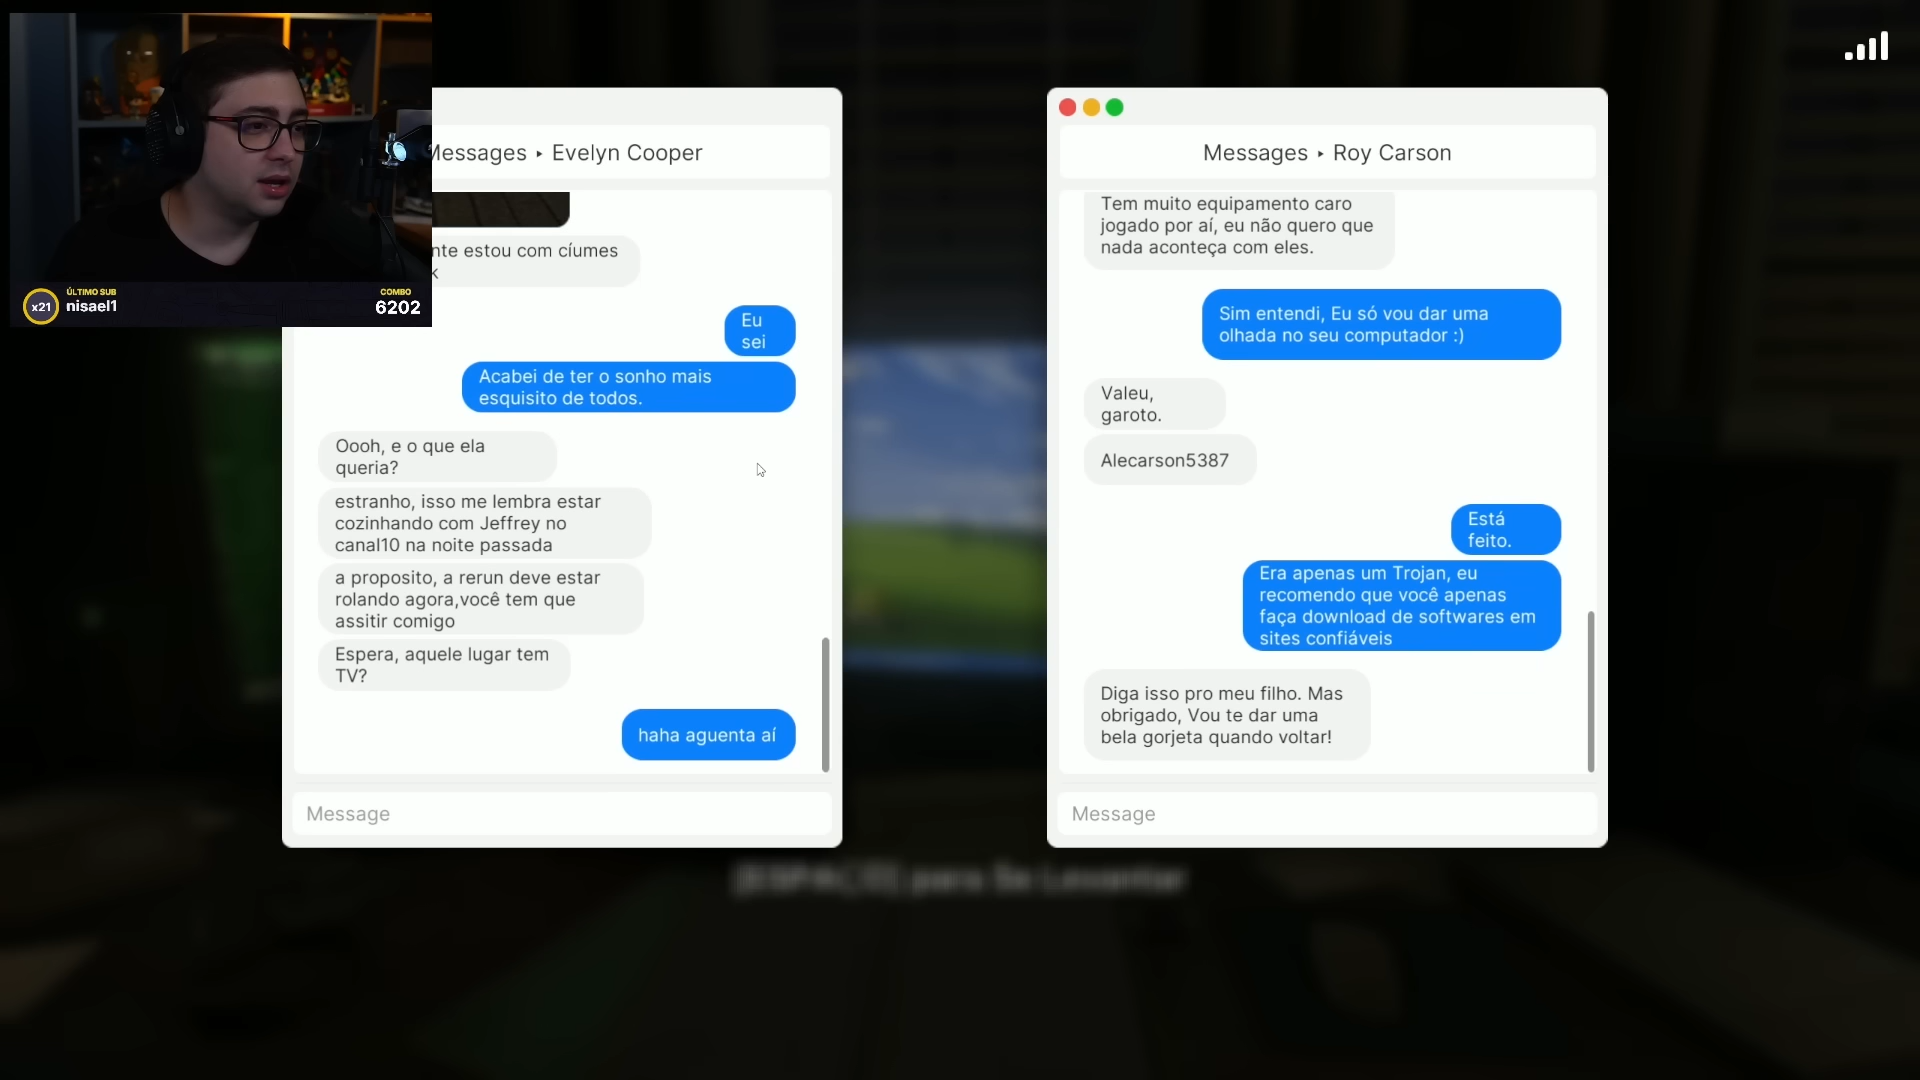 ÚLTIMO SUB
x21 nisael1
COMBO
6202
Messages ▸ Evelyn Cooper
nte estou com cíumes
k
Eu
sei
Acabei de ter o sonho mais
esquisito de todos.
Oooh, e o que ela
queria?
estranho, isso me lembra estar
cozinhando com Jeffrey no
canal10 na noite passada
a proposito, a rerun deve estar
rolando agora,você tem que
assitir comigo
Espera, aquele lugar tem
TV?
haha aguenta aí
Message
Messages ▸ Roy Carson
Tem muito equipamento caro
jogado por aí, eu não quero que
nada aconteça com eles.
Sim entendi, Eu só vou dar uma
olhada no seu computador :)
Valeu,
garoto.
Alecarson5387
Está
feito.
Era apenas um Trojan, eu
recomendo que você apenas
faça download de softwares em
sites confiáveis
Diga isso pro meu filho. Mas
obrigado, Vou te dar uma
bela gorjeta quando voltar!
Message
[ESPAÇO] para Se Levantar